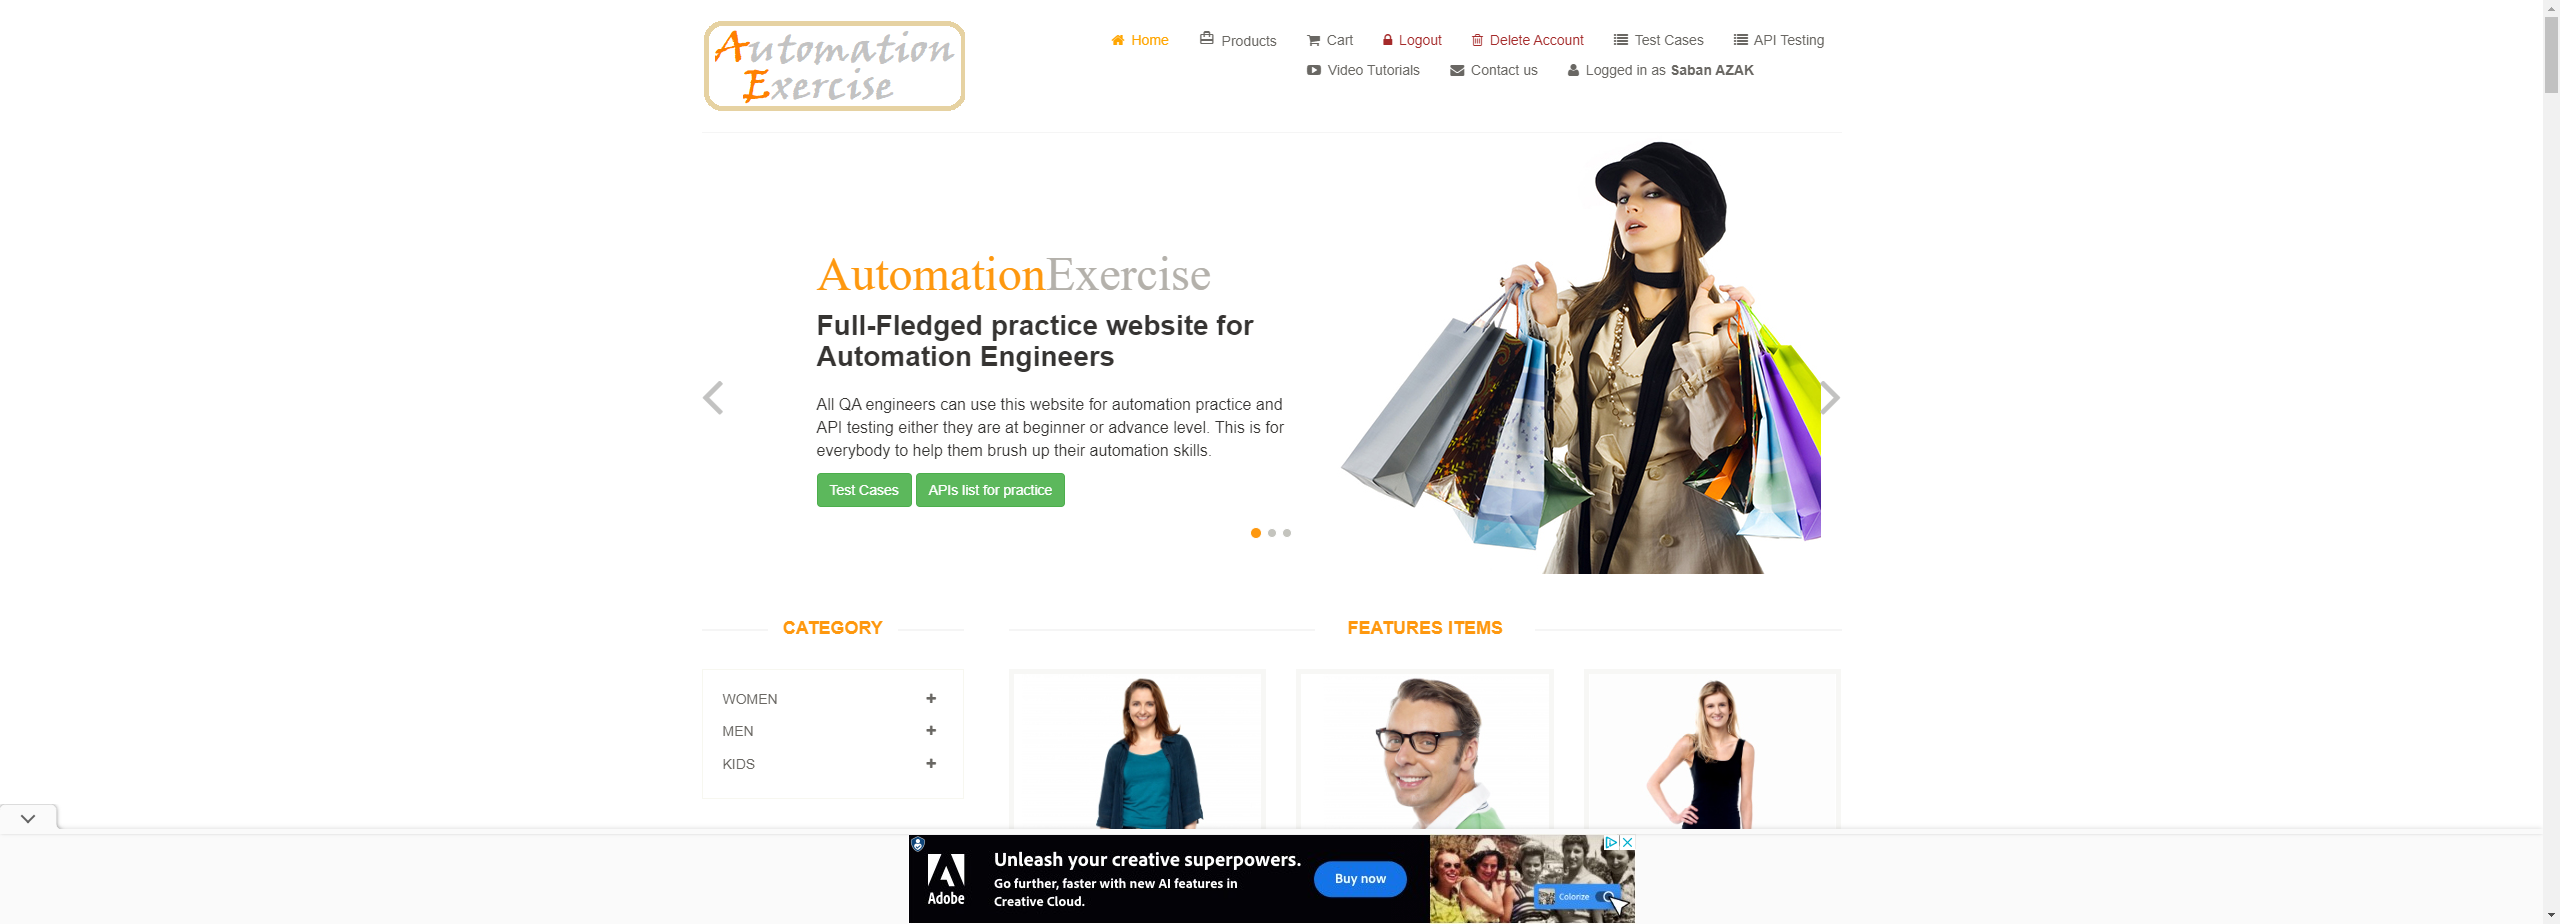 Automation
Exercise
Home Products Cart Logout Delete Account Test Cases API Testing
Video Tutorials Contact us Logged in as Saban AZAK
AutomationExercise
Full-Fledged practice website for
Automation Engineers
All QA engineers can use this website for automation practice and
API testing either they are at beginner or advance level. This is for
everybody to help them brush up their automation skills.
Test Cases APIs list for practice
CATEGORY
WOMEN
MEN
KIDS
FEATURES ITEMS
Adobe
Unleash your creative superpowers.
Go further, faster with new AI features in
Creative Cloud.
Buy now
Colorize